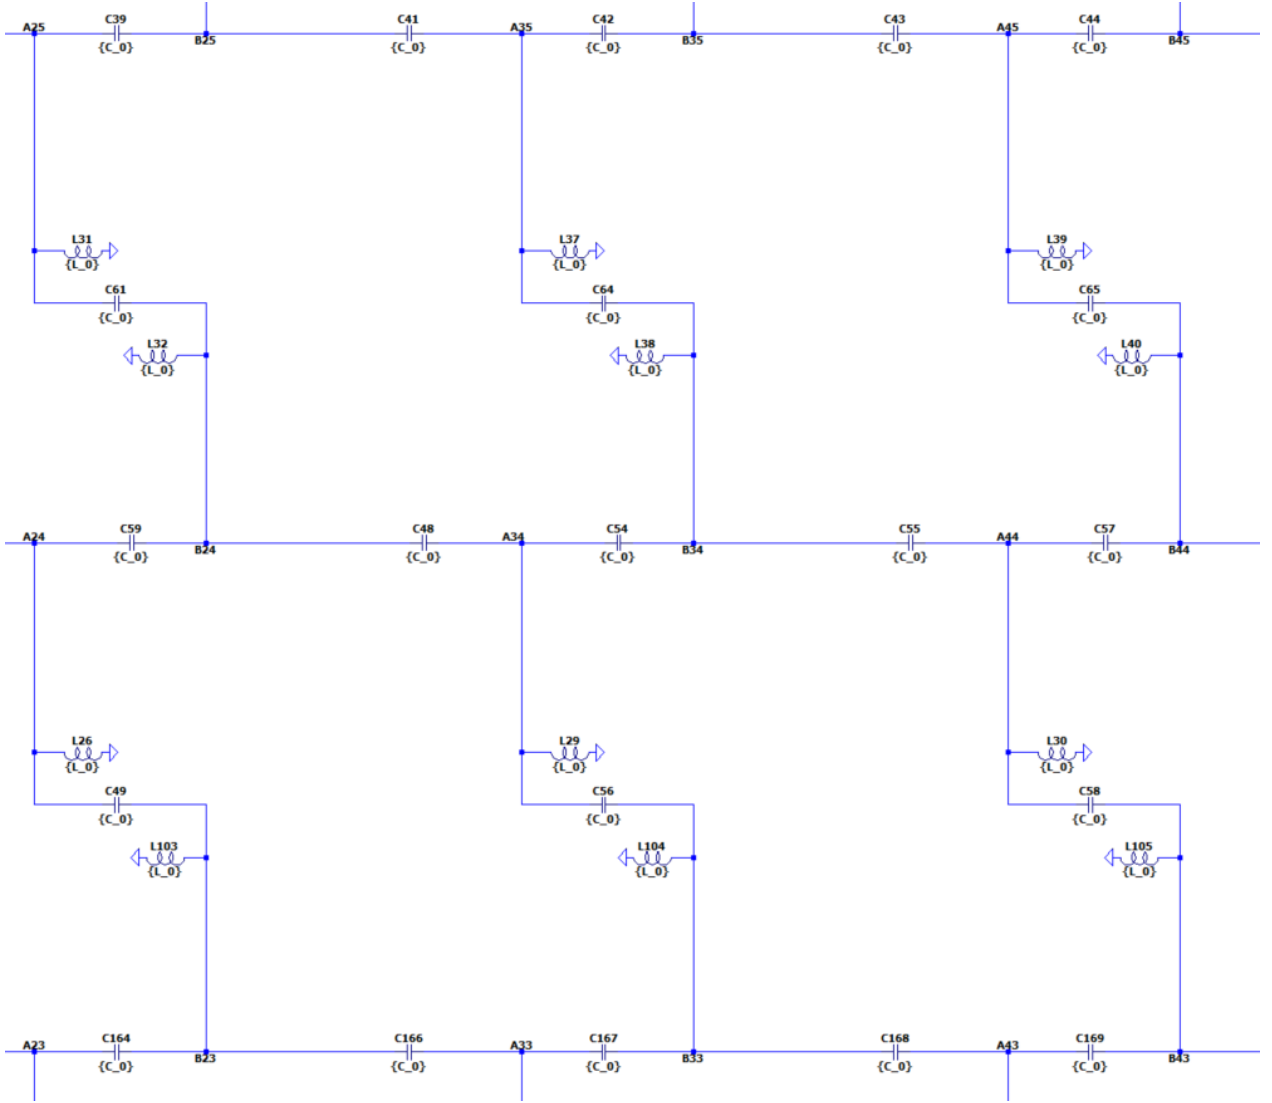 C39 C41 C42 C43 C44
A25 B25 A35 B35 A45 B45
{C_0} {C_0} {C_0} {C_0} {C_0}
L31 L37 L39
{L_0} {L_0} {L_0}
C61 C64 C65
{C_0} {C_0} {C_0}
L32 L38 L40
{L_0} {L_0} {L_0}
C59 C48 C54 C55 C57
A24 B24 A34 B34 A44 B44
{C_0} {C_0} {C_0} {C_0} {C_0}
L26 L29 L30
{L_0} {L_0} {L_0}
C49 C56 C58
{C_0} {C_0} {C_0}
L103 L104 L105
{L_0} {L_0} {L_0}
C164 C166 C167 C168 C169
A23 B23 A33 B33 A43 B43
{C_0} {C_0} {C_0} {C_0} {C_0}